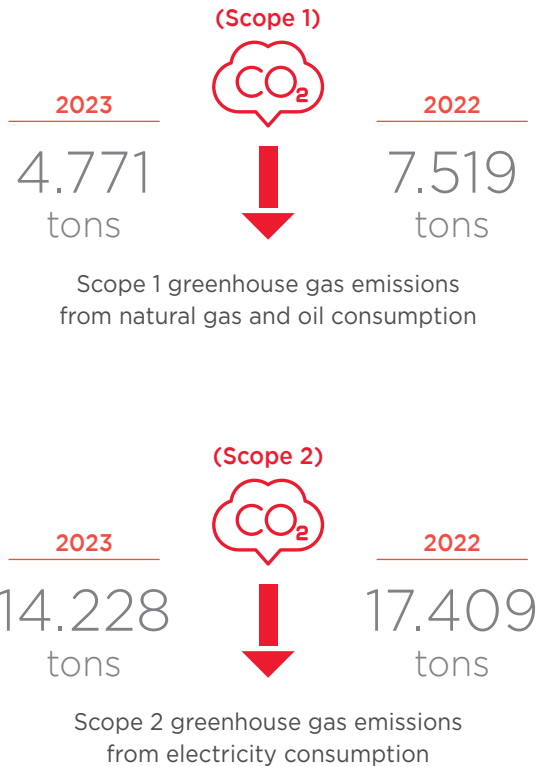 (Scope 1)
CO2
2023
2022
4.771
7.519
tons
tons
Scope 1 greenhouse gas emissions
from natural gas and oil consumption
(Scope 2)
CO2
2023
2022
14.228
17.409
tons
tons
Scope 2 greenhouse gas emissions
from electricity consumption